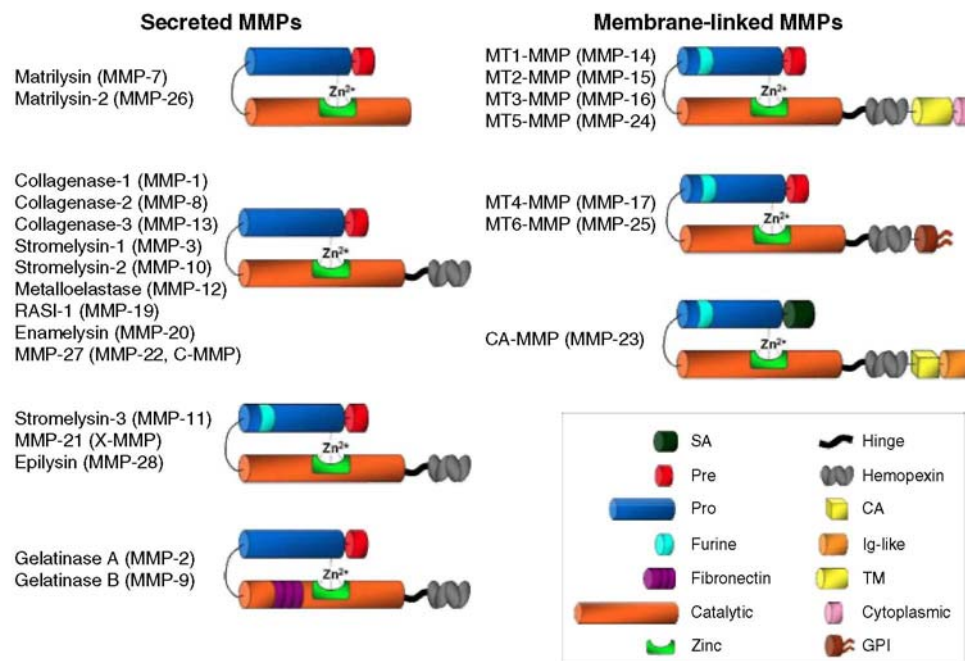 Secreted MMPs
Matrilysin (MMP-7)
Matrilysin-2 (MMP-26)
Zn2+
Collagenase-1 (MMP-1)
Collagenase-2 (MMP-8)
Collagenase-3 (MMP-13)
Stromelysin-1 (MMP-3)
Stromelysin-2 (MMP-10)
Metalloelastase (MMP-12)
RASI-1 (MMP-19)
Enamelysin (MMP-20)
MMP-27 (MMP-22, C-MMP)
Zn2+
Stromelysin-3 (MMP-11)
MMP-21 (X-MMP)
Epilysin (MMP-28)
Zn2+
Gelatinase A (MMP-2)
Gelatinase B (MMP-9)
Zn2+
Membrane-linked MMPs
MT1-MMP (MMP-14)
MT2-MMP (MMP-15)
MT3-MMP (MMP-16)
MT5-MMP (MMP-24)
Zn2+
MT4-MMP (MMP-17)
MT6-MMP (MMP-25)
Zn2+
CA-MMP (MMP-23)
Zn2+
SA
Pre
Pro
Furine
Fibronectin
Catalytic
Zinc
Hinge
Hemopexin
CA
Ig-like
TM
Cytoplasmic
GPI